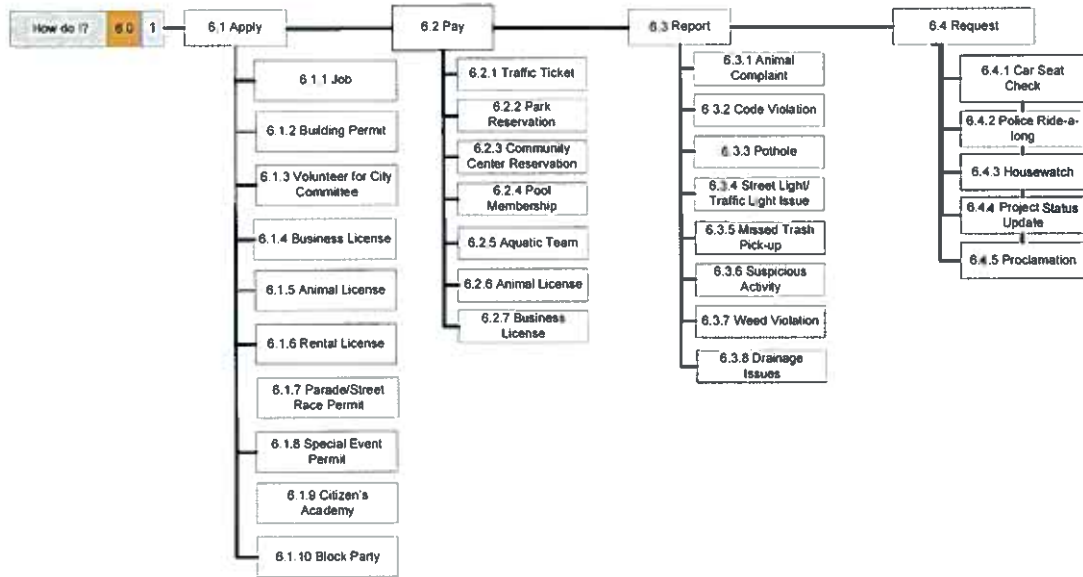 How do I?
6.0
1
6.1 Apply
6.2 Pay
6.3 Report
6.4 Request
6.1.1 Job
6.1.2 Building Permit
6.1.3 Volunteer for City
Committee
6.1.4 Business License
6.1.5 Animal License
6.1.6 Rental License
6.1.7 Parade/Street
Race Permit
6.1.8 Special Event
Permit
6.1.9 Citizen's
Academy
6.1.10 Block Party
6.2.1 Traffic Ticket
6.2.2 Park
Reservation
6.2.3 Community
Center Reservation
6.2.4 Pool
Membership
6.2.5 Aquatic Team
6.2.6 Animal License
6.2.7 Business
License
6.3.1 Animal
Complaint
6.3.2 Code Violation
6.3.3 Pothole
6.3.4 Street Light/
Traffic Light Issue
6.3.5 Missed Trash
Pick-up
6.3.6 Suspicious
Activity
6.3.7 Weed Violation
6.3.8 Drainage
Issues
6.4.1 Car Seat
Check
6.4.2 Police Ride-a-
long
6.4.3 Housewatch
6.4.4 Project Status
Update
6.4.5 Proclamation